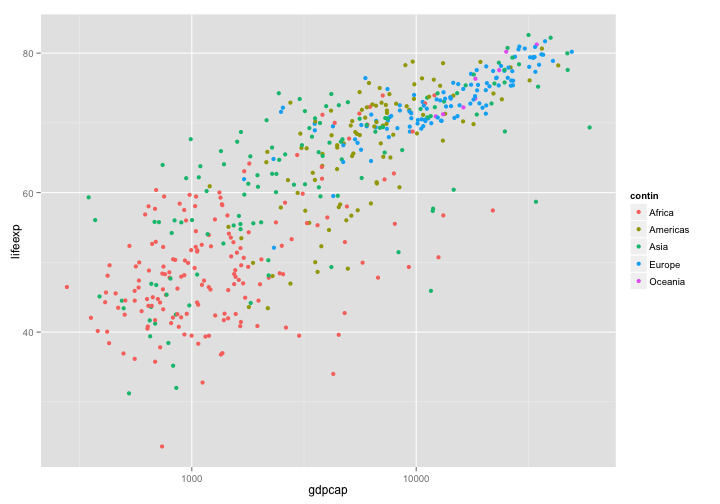 80
60
40
lifeexp
1000
10000
gdpcap
contin
Africa
Americas
Asia
Europe
Oceania